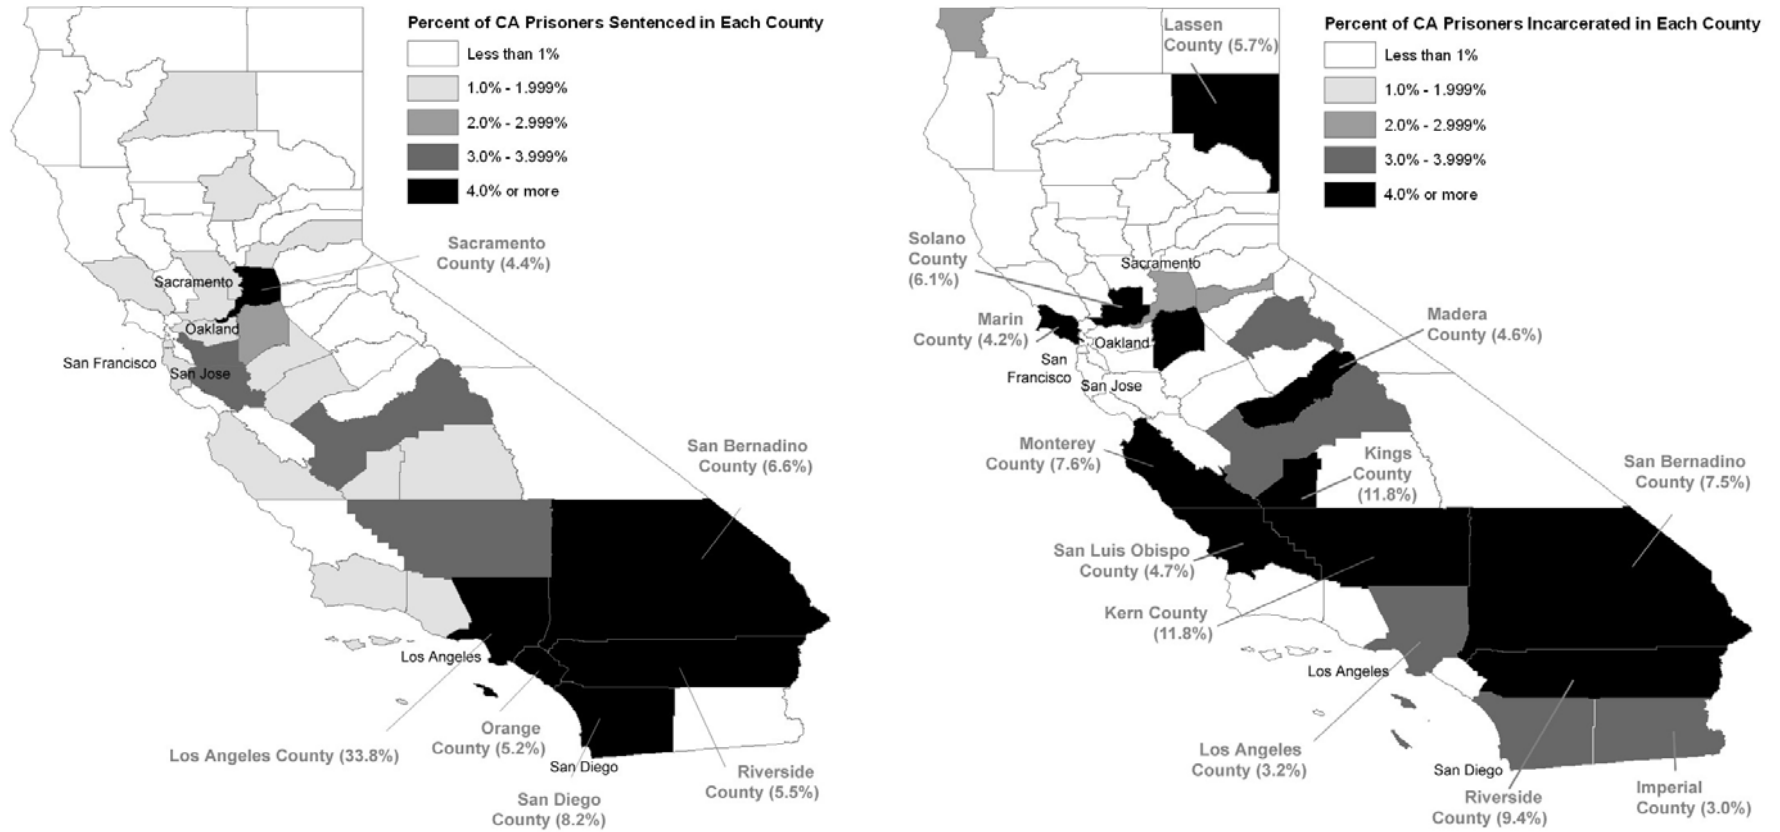 Percent of CA Prisoners Sentenced in Each County
Less than 1%
1.0% - 1.999%
2.0% - 2.999%
3.0% - 3.999%
4.0% or more
Sacramento
County (4.4%)
Sacramento
Oakland
San Francisco
San Jose
San Bernadino
County (6.6%)
Los Angeles
Los Angeles County (33.8%)
Orange
County (5.2%)
San Diego
San Diego
County (8.2%)
Riverside
County (5.5%)
Percent of CA Prisoners Incarcerated in Each County
Less than 1%
1.0% - 1.999%
2.0% - 2.999%
3.0% - 3.999%
4.0% or more
Lassen
County (5.7%)
Solano
County
(6.1%)
Sacramento
Marin
County (4.2%)
Oakland
San
Francisco
San Jose
Madera
County (4.6%)
Monterey
County (7.6%)
Kings
County
(11.8%)
San Bernadino
County (7.5%)
San Luis Obispo
County (4.7%)
Kern County
(11.8%)
Los Angeles
Los Angeles
County (3.2%)
San Diego
Riverside
County (9.4%)
Imperial
County (3.0%)